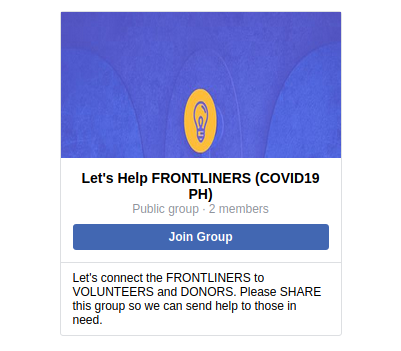 Let's Help FRONTLINERS (COVID19
PH)
Public group · 2 members
Join Group
Let's connect the FRONTLINERS to
VOLUNTEERS and DONORS. Please SHARE
this group so we can send help to those in
need.